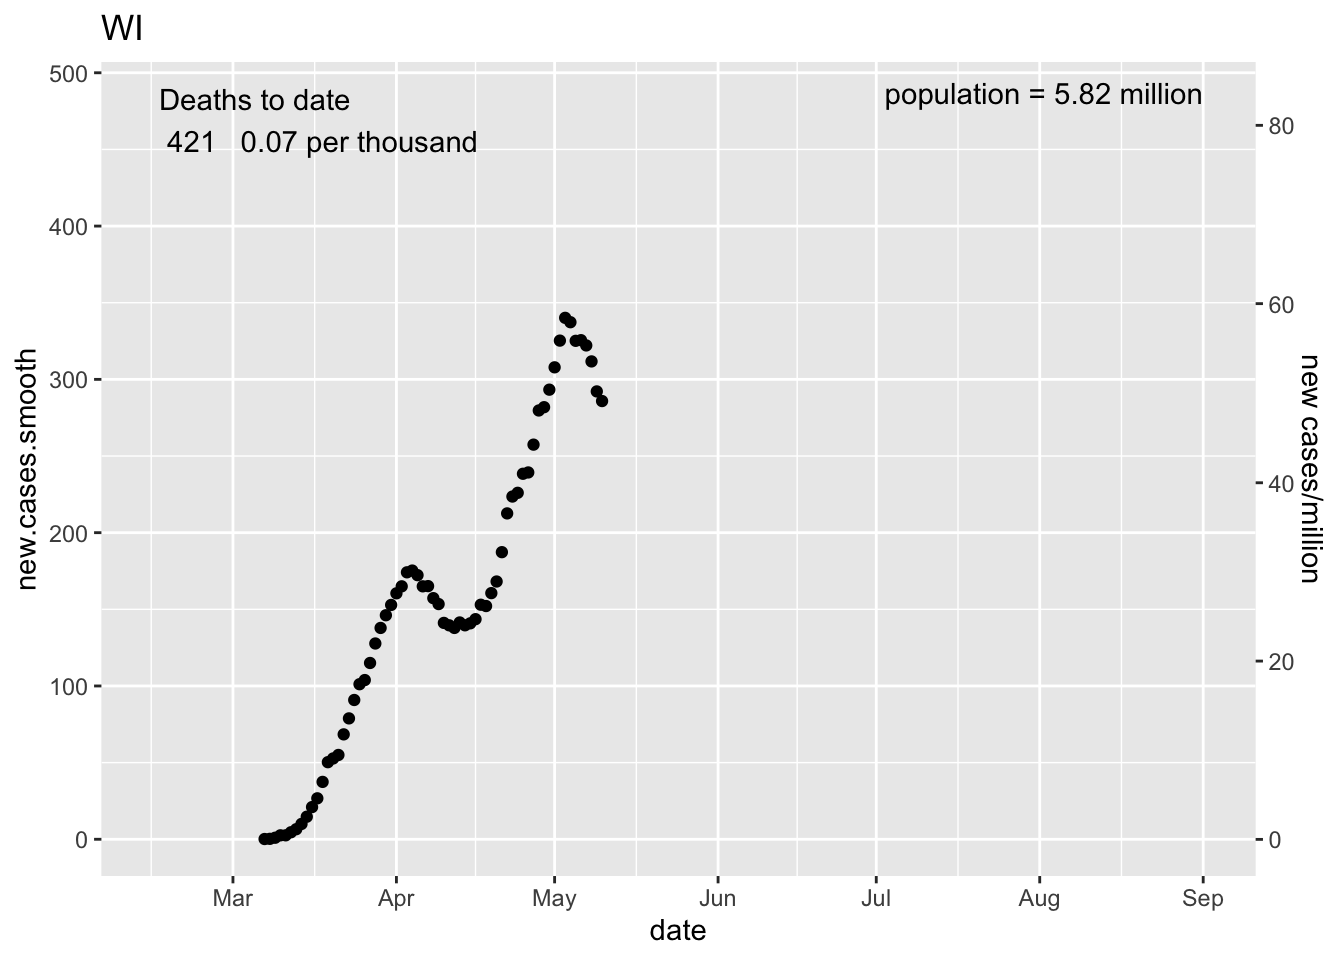 WI
Deaths to date
421 0.07 per thousand
population = 5.82 million
new.cases.smooth
500
400
300
200
100
0
80
60
40
20
0
new cases/million
Mar Apr May Jun Jul Aug Sep
date